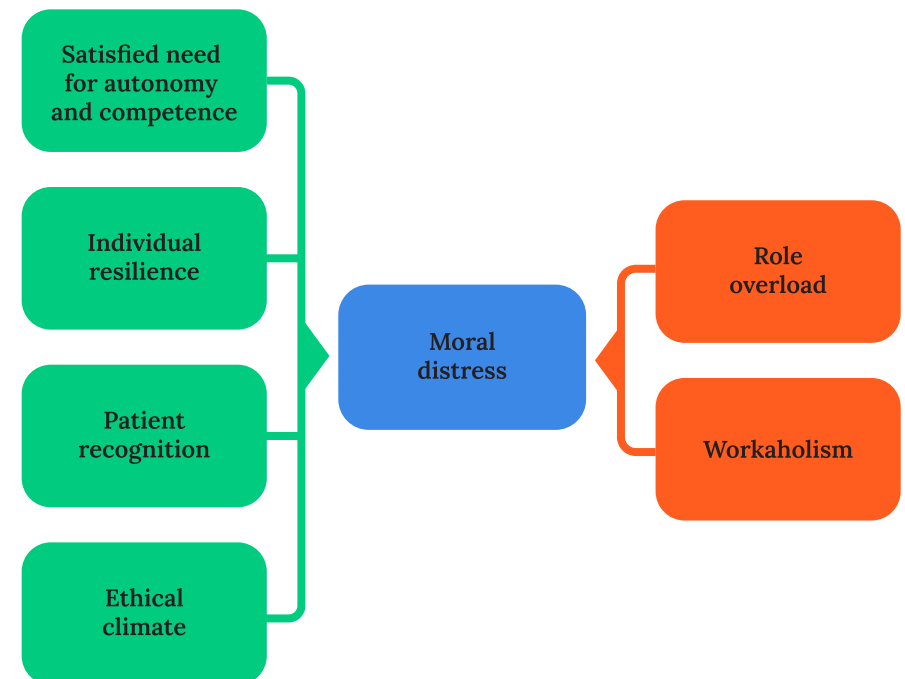 Satisfied need
for autonomy
and competence
Individual
resilience
Patient
recognition
Ethical
climate
Moral
distress
Role
overload
Workaholism